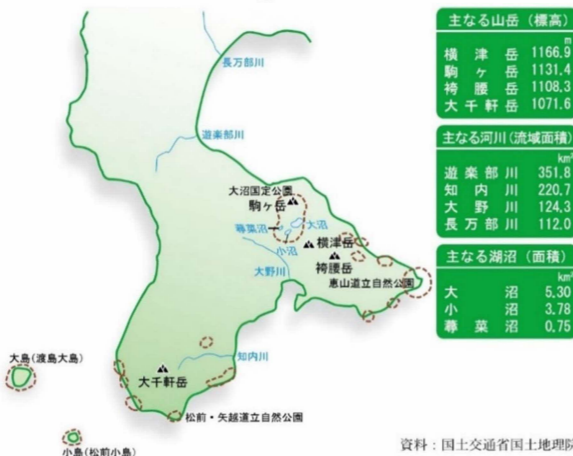 長万部川
遊楽部川
大沼国定公園
駒ヶ岳
大沼
蓴菜沼
小沼
横津岳
袴腰岳
大野川
恵山道立自然公園
知内川
大千軒岳
大島(渡島大島)
松前・矢越道立自然公園
小島(松前小島)
主なる山岳(標高)
m
横津岳 1166.9
駒ヶ岳 1131.4
袴腰岳 1108.3
大千軒岳 1071.6
主なる河川(流域面積)
km²
遊楽部川 351.8
知内川 220.7
大野川 124.3
長万部川 112.0
主なる湖沼(面積)
km²
大沼 5.30
小沼 3.78
蓴菜沼 0.75
資料:国土交通省国土地理院